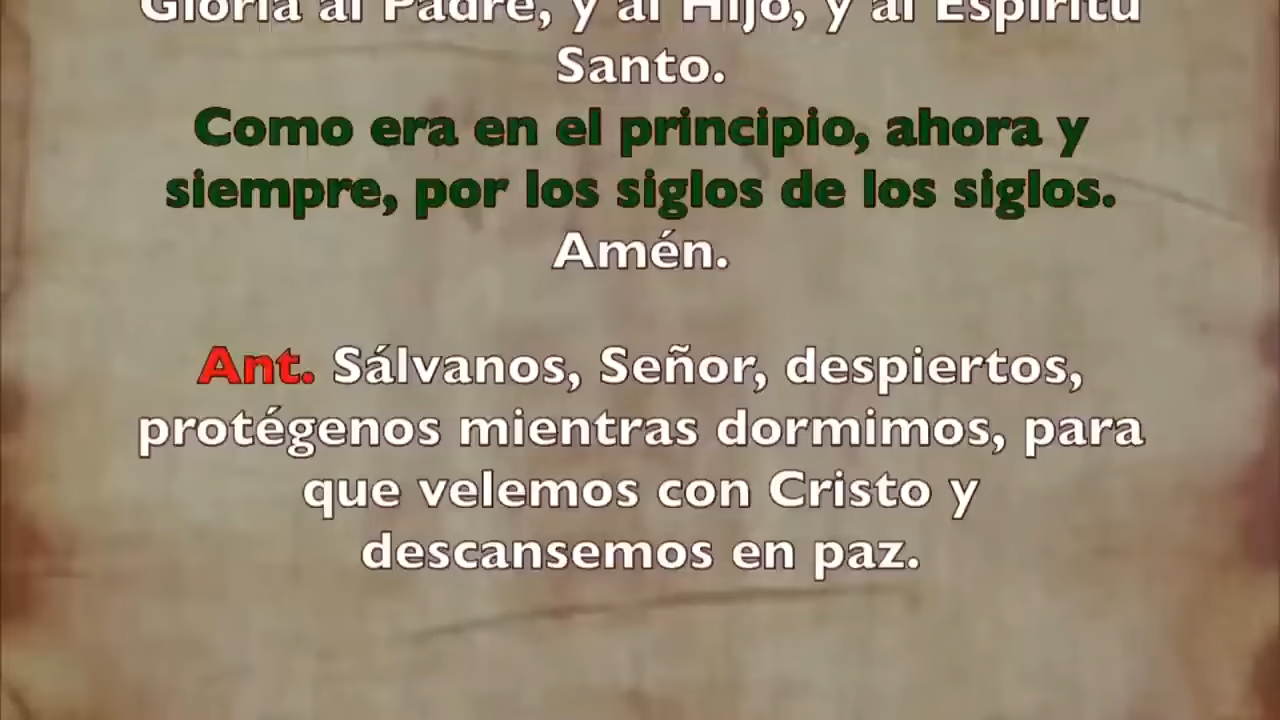 Gloria al Padre, y al Hijo, y al Espíritu
Santo.
Como era en el principio, ahora y
siempre, por los siglos de los siglos.
Amén.
Ant. Sálvanos, Señor, despiertos,
protégenos mientras dormimos, para
que velemos con Cristo y
descansemos en paz.